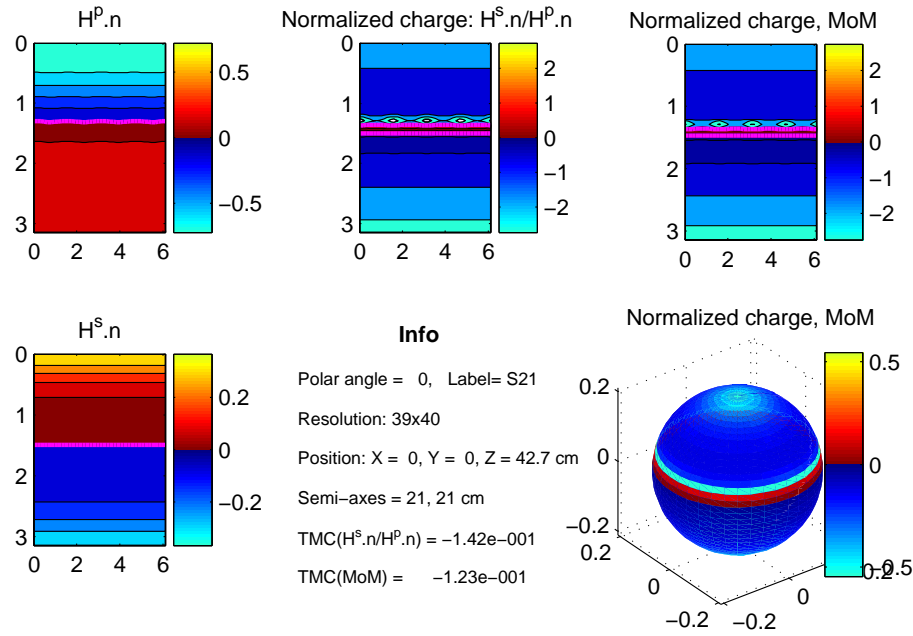 H^p.n
0
1
2
3
0 2 4 6
0.5
0
−0.5
Normalized charge: H^s.n/H^p.n
0
1
2
3
0 2 4 6
2
1
0
−1
−2
Normalized charge, MoM
0
1
2
3
0 2 4 6
2
1
0
−1
−2
H^s.n
0
1
2
3
0 2 4 6
0.2
0
−0.2
Info
Polar angle = 0, Label= S21
Resolution: 39x40
Position: X = 0, Y = 0, Z = 42.7 cm
Semi−axes = 21, 21 cm
TMC(H^s.n/H^p.n) = −1.42e−001
TMC(MoM) = −1.23e−001
Normalized charge, MoM
0.2
0
−0.2
0.2
0
−0.2
−0.2
0
0.2
0.5
0
−0.5